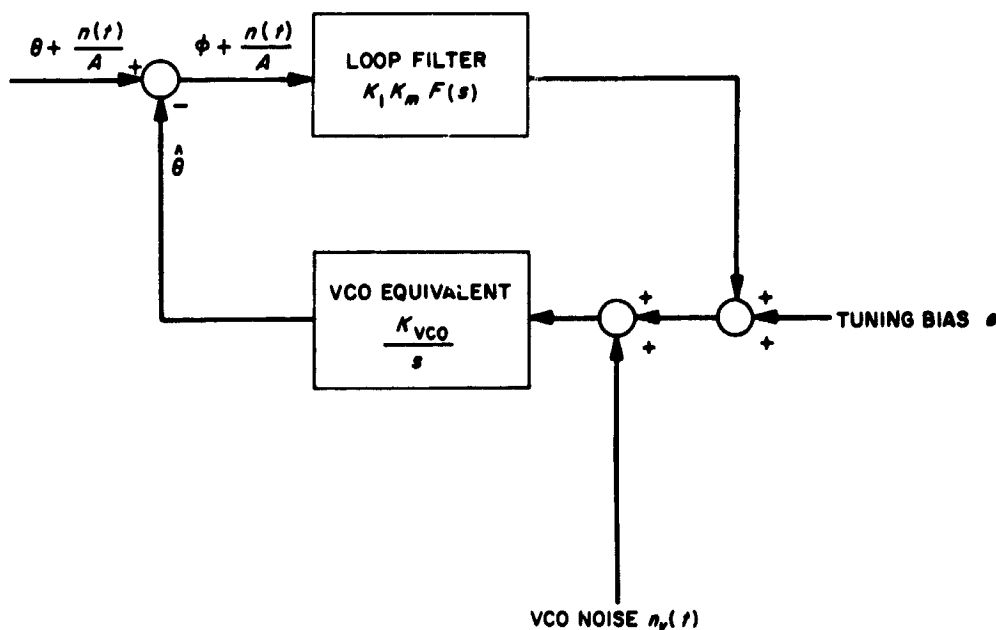 θ + n(t)/A
+
−
ϕ + n(t)/A
LOOP FILTER
K₁ Kₘ F(s)
θ̂
VCO EQUIVALENT
K_VCO
s
+
+
+
+
TUNING BIAS
VCO NOISE nᵥ(t)